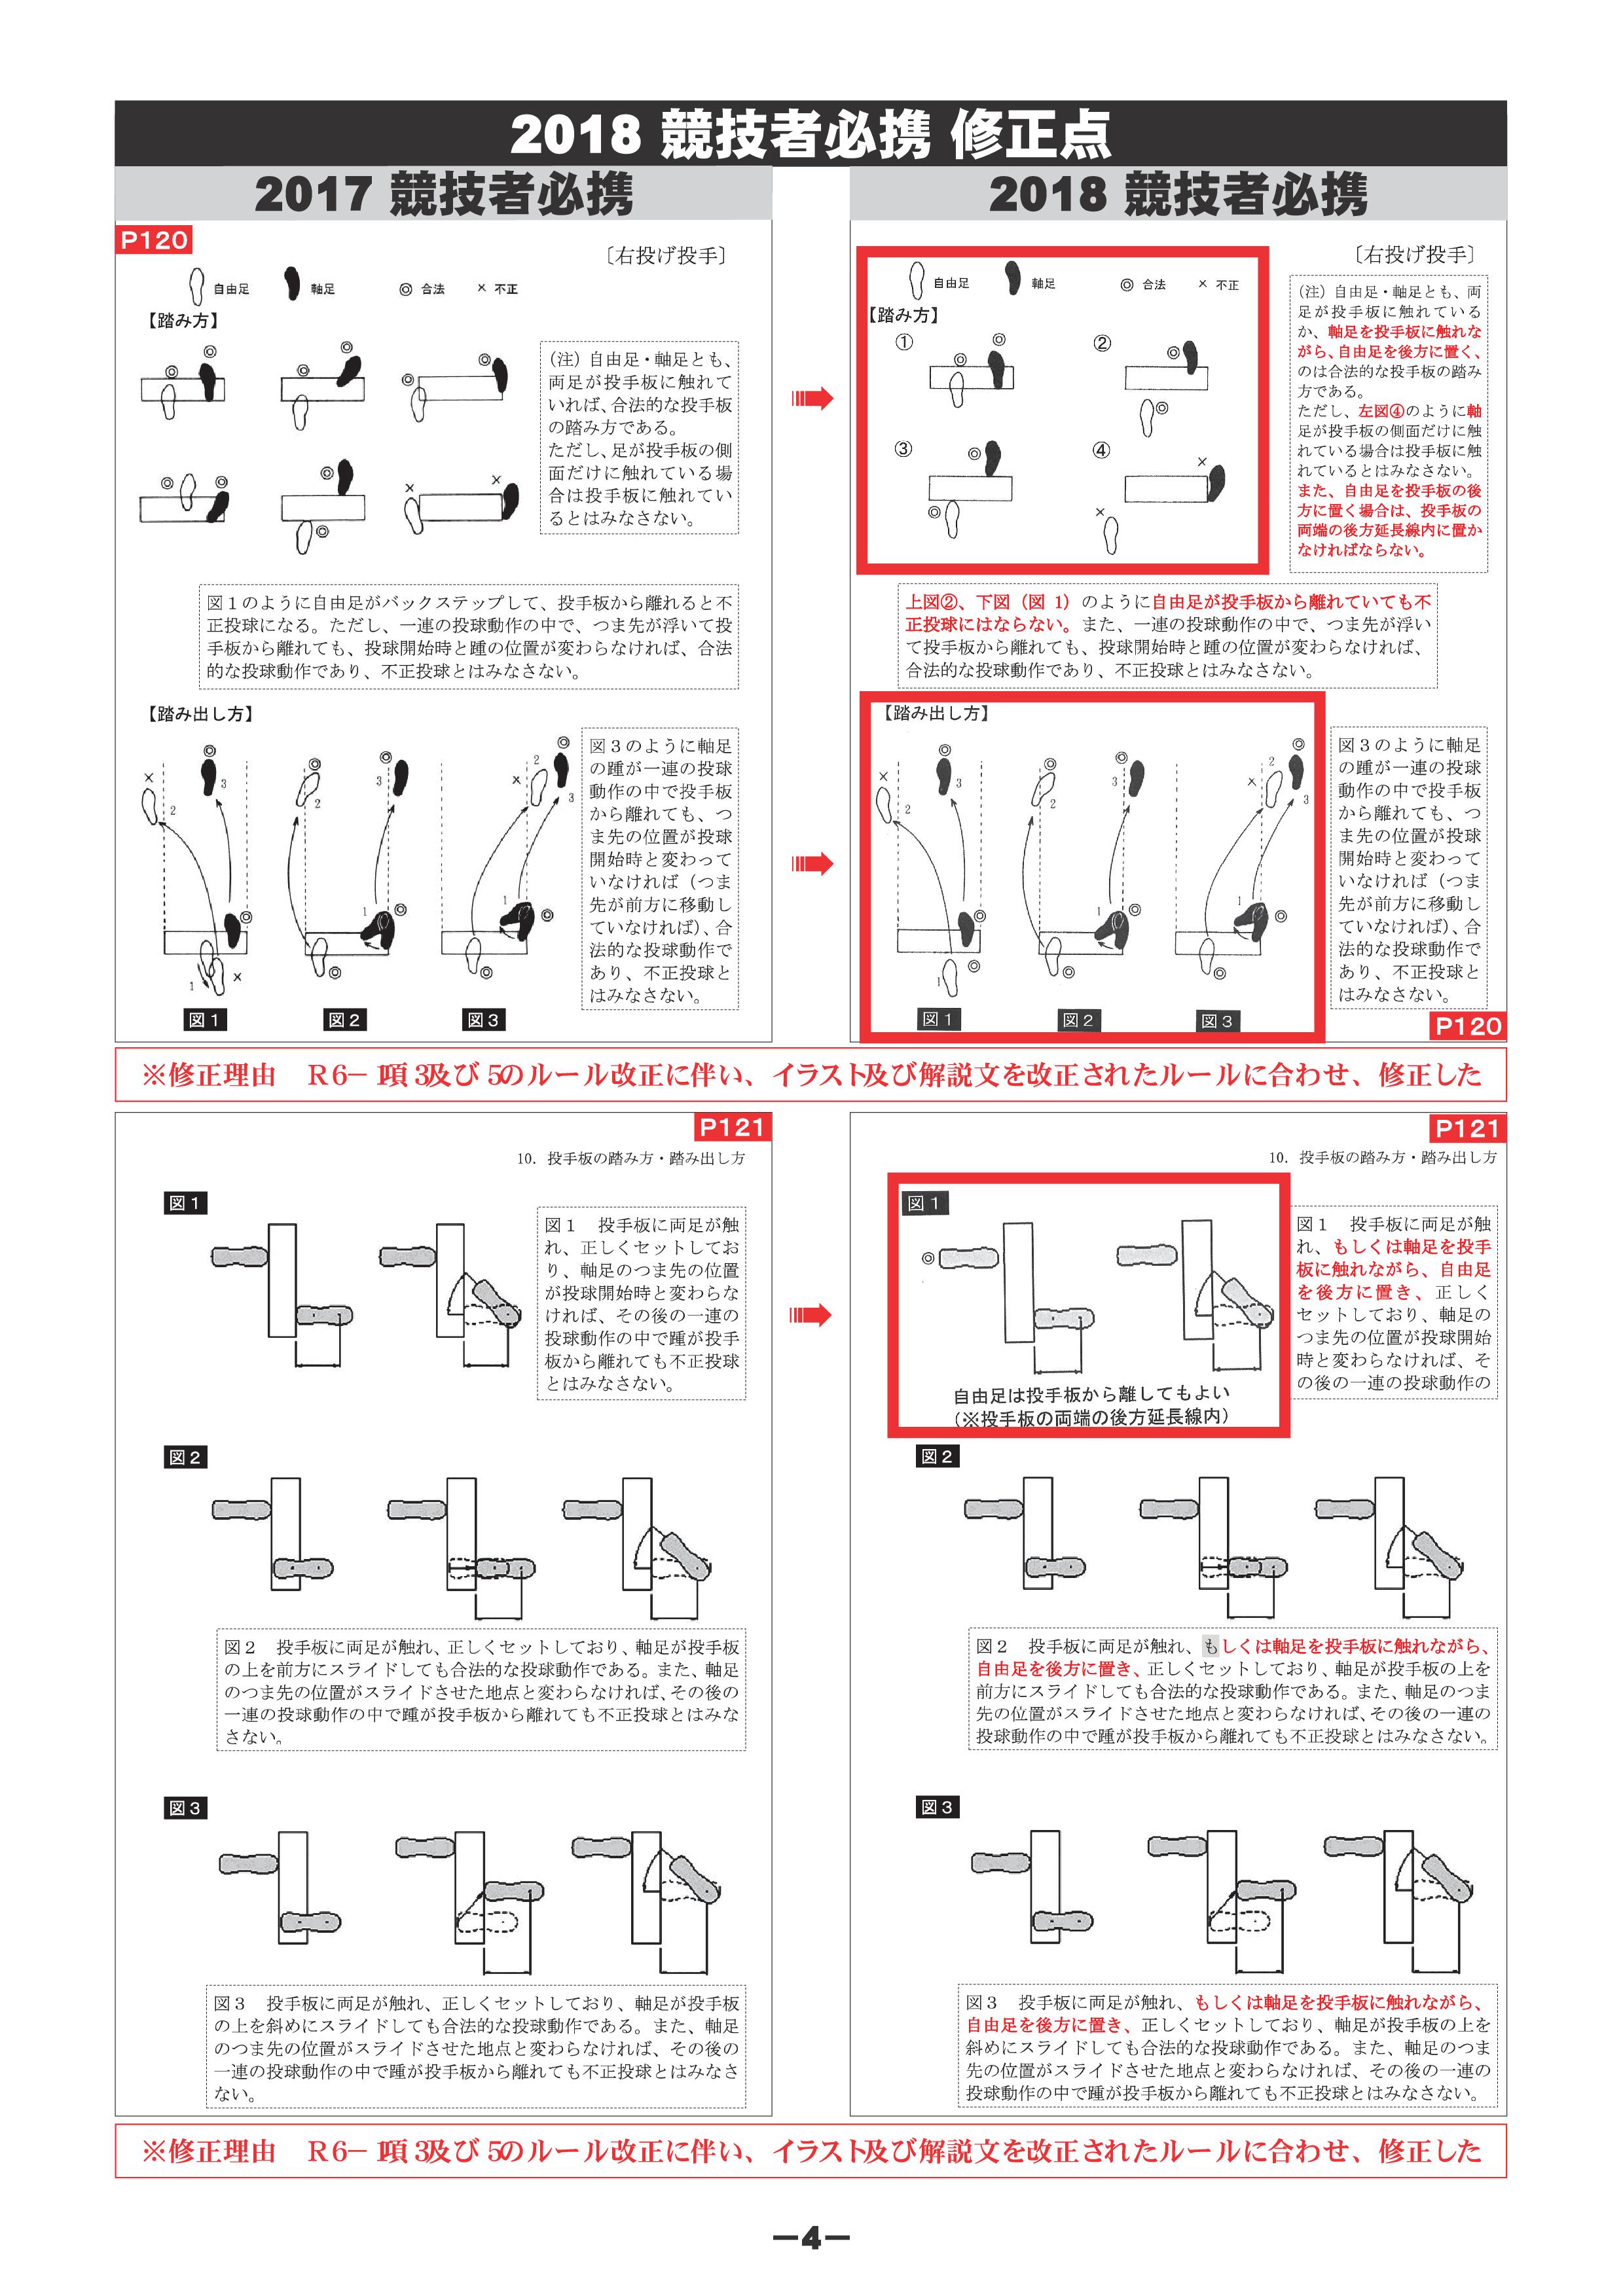 2018 競技者必携 修正点
2017 競技者必携
P120
〔右投げ投手〕
自由足 軸足 ◎ 合法 × 不正
【踏み方】
◎ ◎ ◎ ◎ ◎ ◎
◎ ◎ ◎ ◎ × ×
(注) 自由足・軸足とも、
両足が投手板に触れて
いれば、合法的な投手板
の踏み方である。
ただし、足が投手板の側
面だけに触れている場
合は投手板に触れてい
るとはみなさない。
図1のように自由足がバックステップして、投手板から離れると不
正投球になる。ただし、一連の投球動作の中で、つま先が浮いて投
手板から離れても、投球開始時と踵の位置が変わらなければ、合法
的な投球動作であり、不正投球とはみなさない。
【踏み出し方】
× 2 ◎ 3 ◎ 1 ×
◎ 2 ◎ 3 1 ◎ ◎
× 2 ◎ 3 1 ◎ ◎
図1 図2 図3
図3のように軸足
の踵が一連の投球
動作の中で投手板
から離れても、つ
ま先の位置が投球
開始時と変わって
いなければ（つま
先が前方に移動し
ていなければ）、合
法的な投球動作で
あり、不正投球と
はみなさない。
2018 競技者必携
〔右投げ投手〕
自由足 軸足 ◎ 合法 × 不正
【踏み方】
① ◎ ◎ ② ◎ ◎
③ ◎ ◎ ④ × ×
(注) 自由足・軸足とも、両
足が投手板に触れている
か、軸足を投手板に触れな
がら、自由足を後方に置く、
のは合法的な投手板の踏み
方である。
ただし、左図④のように軸
足が投手板の側面だけに触
れている場合は投手板に触
れているとはみなさない。
また、自由足を投手板の後
方に置く場合は、投手板の
両端の後方延長線内に置か
なければならない。
上図②、下図（図 1）のように自由足が投手板から離れていても不
正投球にはならない。また、一連の投球動作の中で、つま先が浮い
て投手板から離れても、投球開始時と踵の位置が変わらなければ、
合法的な投球動作であり、不正投球とはみなさない。
【踏み出し方】
× 2 ◎ 3 ◎ 1 ◎
◎ 2 ◎ 3 1 ◎ ◎
× 2 ◎ 3 1 ◎ ◎
図1 図2 図3
図3のように軸足
の踵が一連の投球
動作の中で投手板
から離れても、つ
ま先の位置が投球
開始時と変わって
いなければ（つま
先が前方に移動し
ていなければ）、合
法的な投球動作で
あり、不正投球と
はみなさない。
P120
※修正理由 R6－1項 3及び 5のルール改正に伴い、イラスト及び解説文を改正されたルールに合わせ、修正した
P121
10．投手板の踏み方・踏み出し方
図1
図1 投手板に両足が触
れ、正しくセットしてお
り、軸足のつま先の位置
が投球開始時と変わらな
ければ、その後の一連の
投球動作の中で踵が投手
板から離れても不正投球
とはみなさない。
図2
図2 投手板に両足が触れ、正しくセットしており、軸足が投手板
の上を前方にスライドしても合法的な投球動作である。また、軸足
のつま先の位置がスライドさせた地点と変わらなければ、その後の
一連の投球動作の中で踵が投手板から離れても不正投球とはみな
さない。
図3
図3 投手板に両足が触れ、正しくセットしており、軸足が投手板
の上を斜めにスライドしても合法的な投球動作である。また、軸足
のつま先の位置がスライドさせた地点と変わらなければ、その後の
一連の投球動作の中で踵が投手板から離れても不正投球とはみなさ
ない。
P121
10．投手板の踏み方・踏み出し方
図1
◎
自由足は投手板から離してもよい
（※投手板の両端の後方延長線内）
図1 投手板に両足が触
れ、もしくは軸足を投手
板に触れながら、自由足
を後方に置き、正しく
セットしており、軸足の
つま先の位置が投球開始
時と変わらなければ、そ
の後の一連の投球動作の
図2
図2 投手板に両足が触れ、もしくは軸足を投手板に触れながら、
自由足を後方に置き、正しくセットしており、軸足が投手板の上を
前方にスライドしても合法的な投球動作である。また、軸足のつま
先の位置がスライドさせた地点と変わらなければ、その後の一連の
投球動作の中で踵が投手板から離れても不正投球とはみなさない。
図3
図3 投手板に両足が触れ、もしくは軸足を投手板に触れながら、
自由足を後方に置き、正しくセットしており、軸足が投手板の上を
斜めにスライドしても合法的な投球動作である。また、軸足のつま
先の位置がスライドさせた地点と変わらなければ、その後の一連の
投球動作の中で踵が投手板から離れても不正投球とはみなさない。
※修正理由 R6－1項 3及び 5のルール改正に伴い、イラスト及び解説文を改正されたルールに合わせ、修正した
－4－